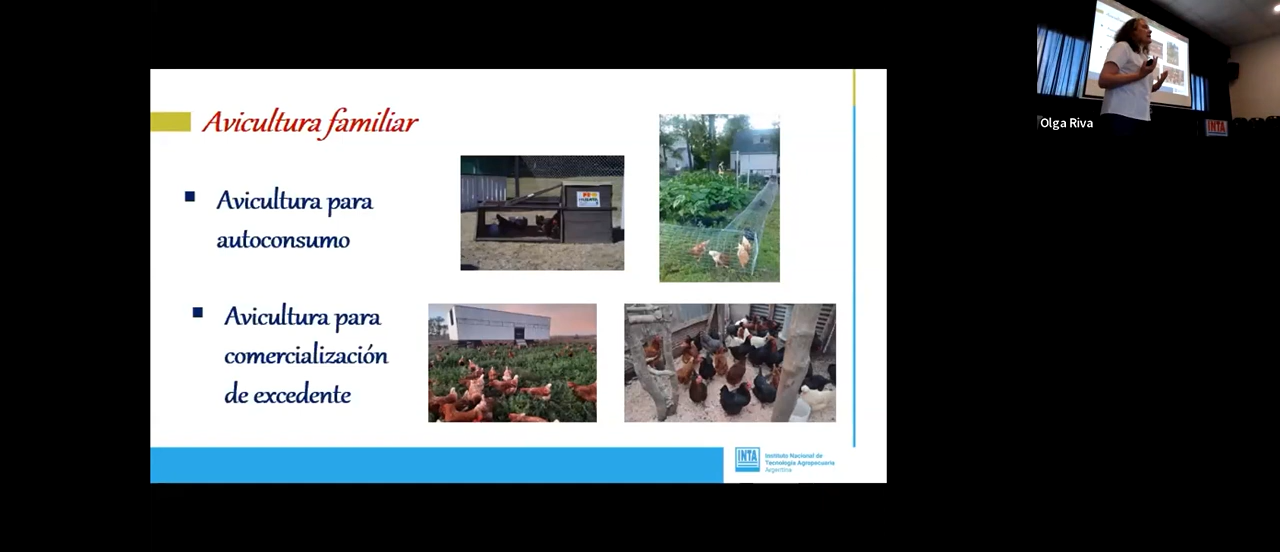 Avicultura familiar
▪ Avicultura para
autoconsumo
▪ Avicultura para
comercialización
de excedente
INTA
Instituto Nacional de
Tecnología Agropecuaria
Argentina
Olga Riva
INTA